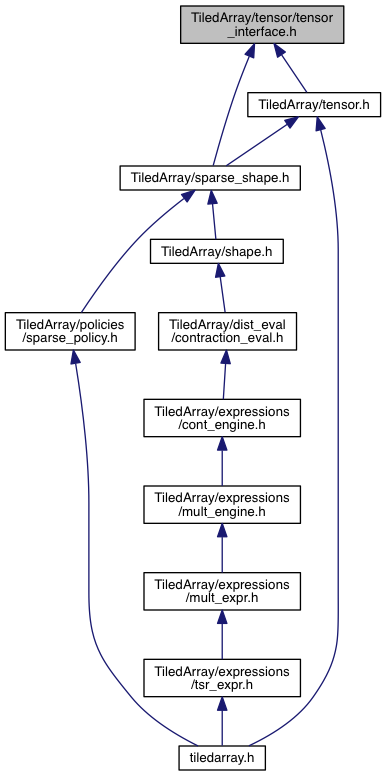 TiledArray/tensor/tensor
_interface.h
TiledArray/tensor.h
TiledArray/sparse_shape.h
TiledArray/shape.h
TiledArray/policies
/sparse_policy.h
TiledArray/dist_eval
/contraction_eval.h
TiledArray/expressions
/cont_engine.h
TiledArray/expressions
/mult_engine.h
TiledArray/expressions
/mult_expr.h
TiledArray/expressions
/tsr_expr.h
tiledarray.h